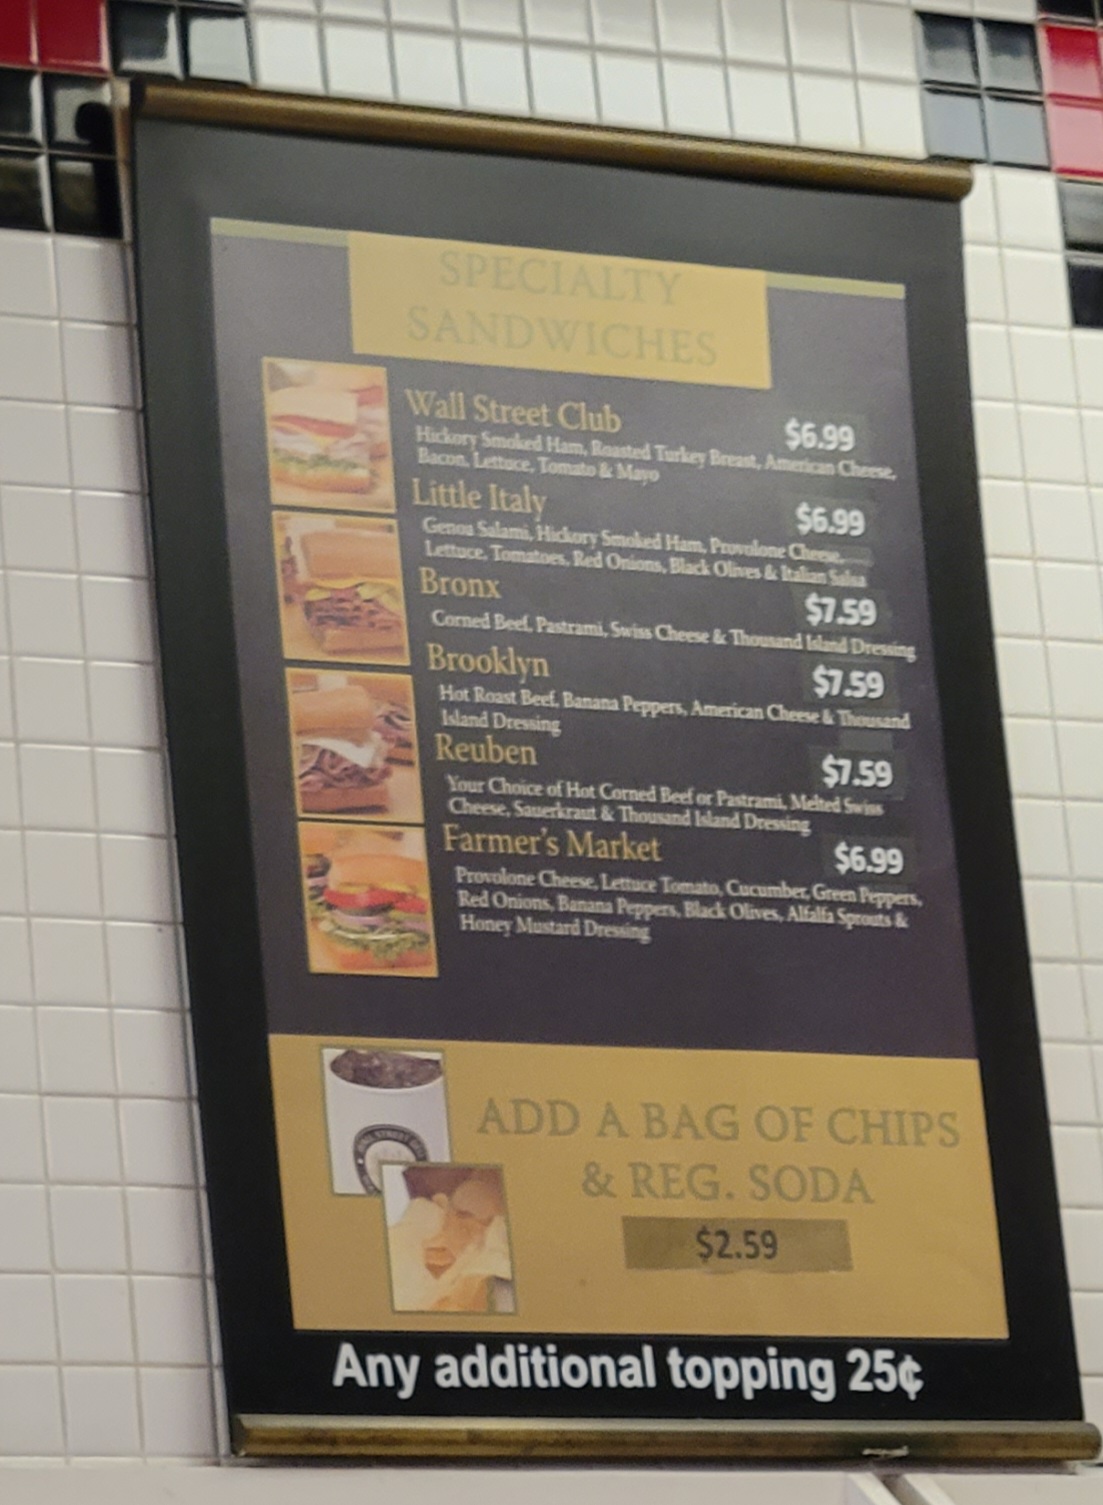 SPECIALTY
SANDWICHES
Wall Street Club $6.99
Hickory Smoked Ham, Roasted Turkey Breast, American Cheese,
Bacon, Lettuce, Tomato & Mayo
Little Italy $6.99
Genoa Salami, Hickory Smoked Ham, Provolone Cheese,
Lettuce, Tomatoes, Red Onions, Black Olives & Italian Salsa
Bronx $7.59
Corned Beef, Pastrami, Swiss Cheese & Thousand Island Dressing
Brooklyn $7.59
Hot Roast Beef, Banana Peppers, American Cheese & Thousand
Island Dressing
Reuben $7.59
Your Choice of Hot Corned Beef or Pastrami, Melted Swiss
Cheese, Sauerkraut & Thousand Island Dressing
Farmer's Market $6.99
Provolone Cheese, Lettuce Tomato, Cucumber, Green Peppers,
Red Onions, Banana Peppers, Black Olives, Alfalfa Sprouts &
Honey Mustard Dressing
ADD A BAG OF CHIPS
& REG. SODA
$2.59
Any additional topping 25¢